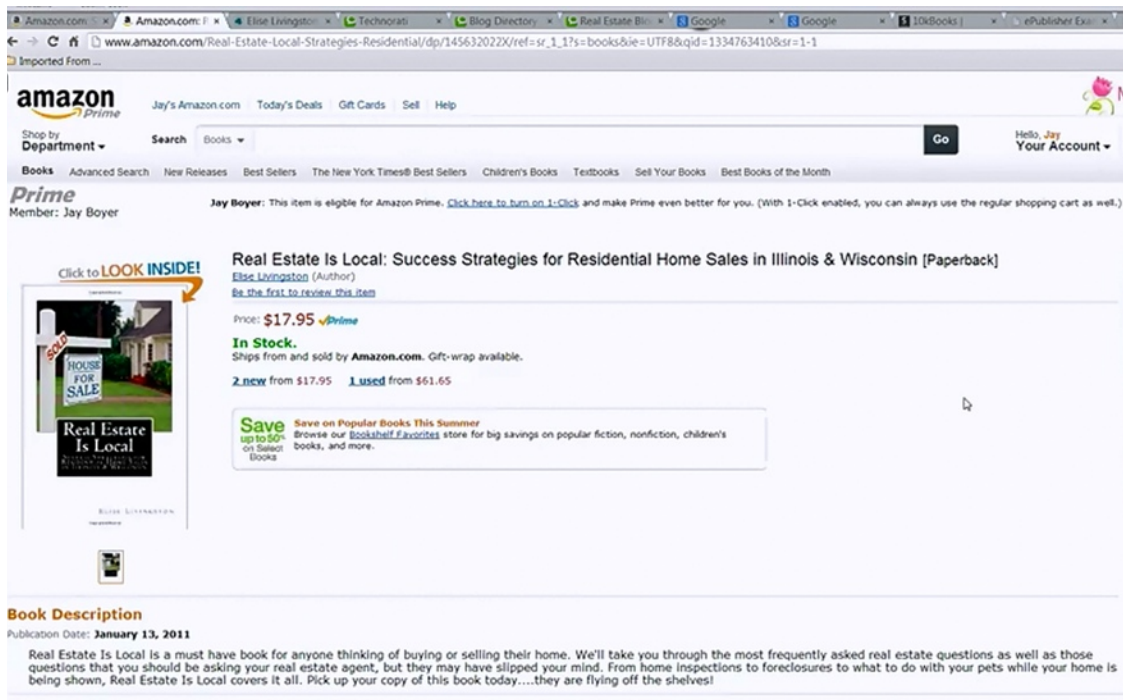 Amazon.com: S
Amazon.com: R
Elise Livingston
Technorati
Blog Directory
Real Estate Blo
Google
Google
10kBooks |
ePublisher Exar
www.amazon.com/Real-Estate-Local-Strategies-Residential/dp/145632022X/ref=sr_1_1?s=books&ie=UTF8&qid=1334763410&sr=1-1
Imported From ...
amazon
Prime
Jay's Amazon.com Today's Deals Gift Cards Sell Help
Shop by
Department
Search Books Go
Hello, Jay
Your Account
Books Advanced Search New Releases Best Sellers The New York Times® Best Sellers Children's Books Textbooks Sell Your Books Best Books of the Month
Prime
Member: Jay Boyer
Jay Boyer: This item is eligible for Amazon Prime. Click here to turn on 1-Click and make Prime even better for you. (With 1-Click enabled, you can always use the regular shopping cart as well.)
Click to LOOK INSIDE!
SOLD
HOUSE
FOR
SALE
Real Estate
Is Local
Elise Livingston
Real Estate Is Local: Success Strategies for Residential Home Sales in Illinois & Wisconsin [Paperback]
Elise Livingston (Author)
Be the first to review this item
Price: $17.95 Prime
In Stock.
Ships from and sold by Amazon.com. Gift-wrap available.
2 new from $17.95 1 used from $61.65
Save
up to 50%
on Select
Books
Save on Popular Books This Summer
Browse our Bookshelf Favorites store for big savings on popular fiction, nonfiction, children's
books, and more.
Book Description
Publication Date: January 13, 2011
Real Estate Is Local is a must have book for anyone thinking of buying or selling their home. We'll take you through the most frequently asked real estate questions as well as those
questions that you should be asking your real estate agent, but they may have slipped your mind. From home inspections to foreclosures to what to do with your pets while your home is
being shown, Real Estate Is Local covers it all. Pick up your copy of this book today....they are flying off the shelves!